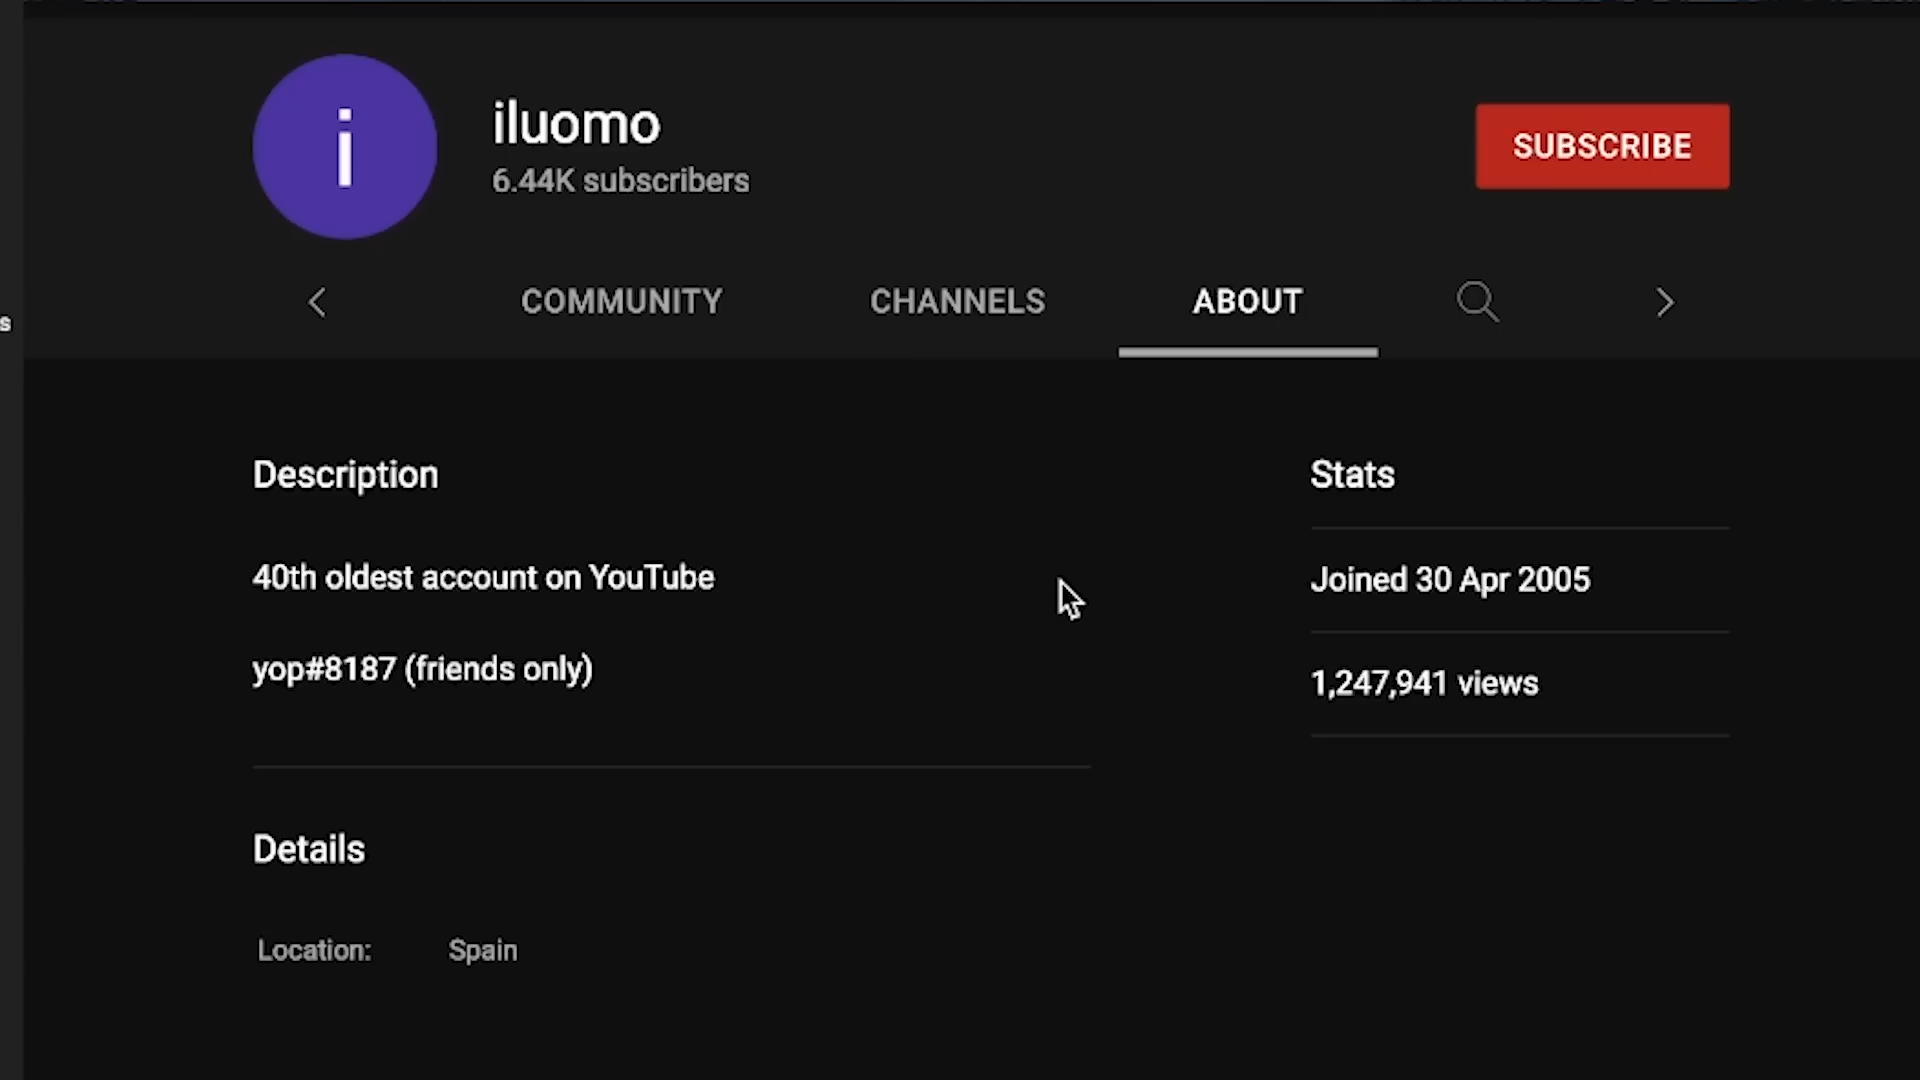 i
iluomo
6.44K subscribers
SUBSCRIBE
COMMUNITY
CHANNELS
ABOUT
s
Description
40th oldest account on YouTube
yop#8187 (friends only)
Stats
Joined 30 Apr 2005
1,247,941 views
Details
Location: Spain